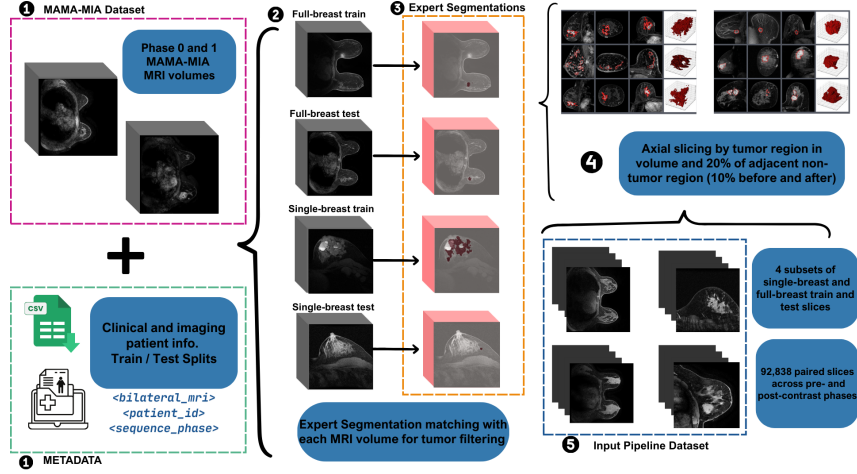 1 MAMA-MIA Dataset
Phase 0 and 1
MAMA-MIA
MRI volumes
CSV
Clinical and imaging
patient info.
Train / Test Splits
<bilateral_mri>
<patient_id>
<sequence_phase>
1 METADATA
2 Full-breast train
Full-breast test
Single-breast train
Single-breast test
3 Expert Segmentations
Expert Segmentation matching with
each MRI volume for tumor filtering
4
Axial slicing by tumor region in
volume and 20% of adjacent non-
tumor region (10% before and after)
4 subsets of
single-breast and
full-breast train and
test slices
92,838 paired slices
across pre- and
post-contrast phases
5 Input Pipeline Dataset